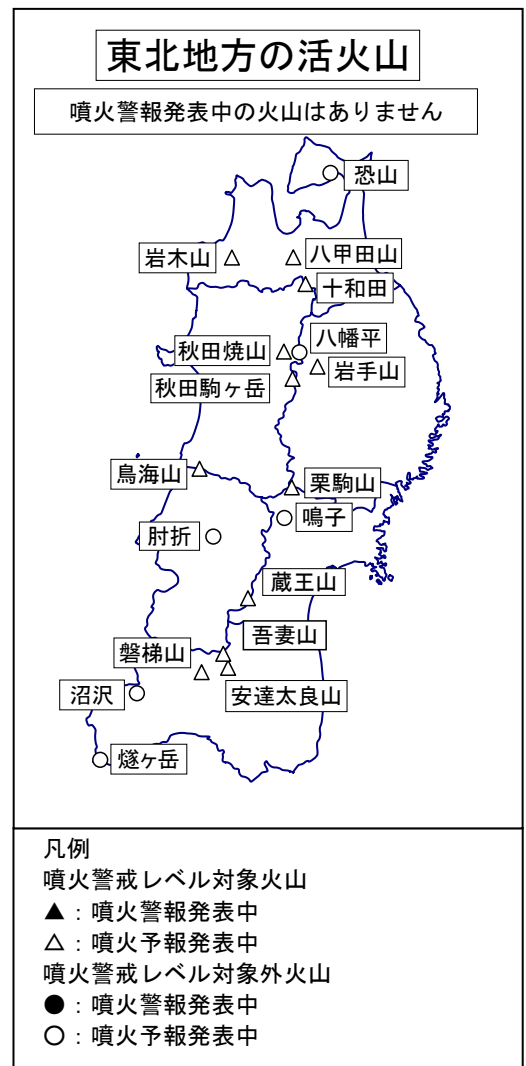 東北地方の活火山
噴火警報発表中の火山はありません
恐山
岩木山
八甲田山
十和田
八幡平
秋田焼山
岩手山
秋田駒ヶ岳
鳥海山
栗駒山
鳴子
肘折
蔵王山
吾妻山
磐梯山
沼沢
安達太良山
燧ヶ岳
凡例
噴火警戒レベル対象火山
▲：噴火警報発表中
△：噴火予報発表中
噴火警戒レベル対象外火山
●：噴火警報発表中
○：噴火予報発表中